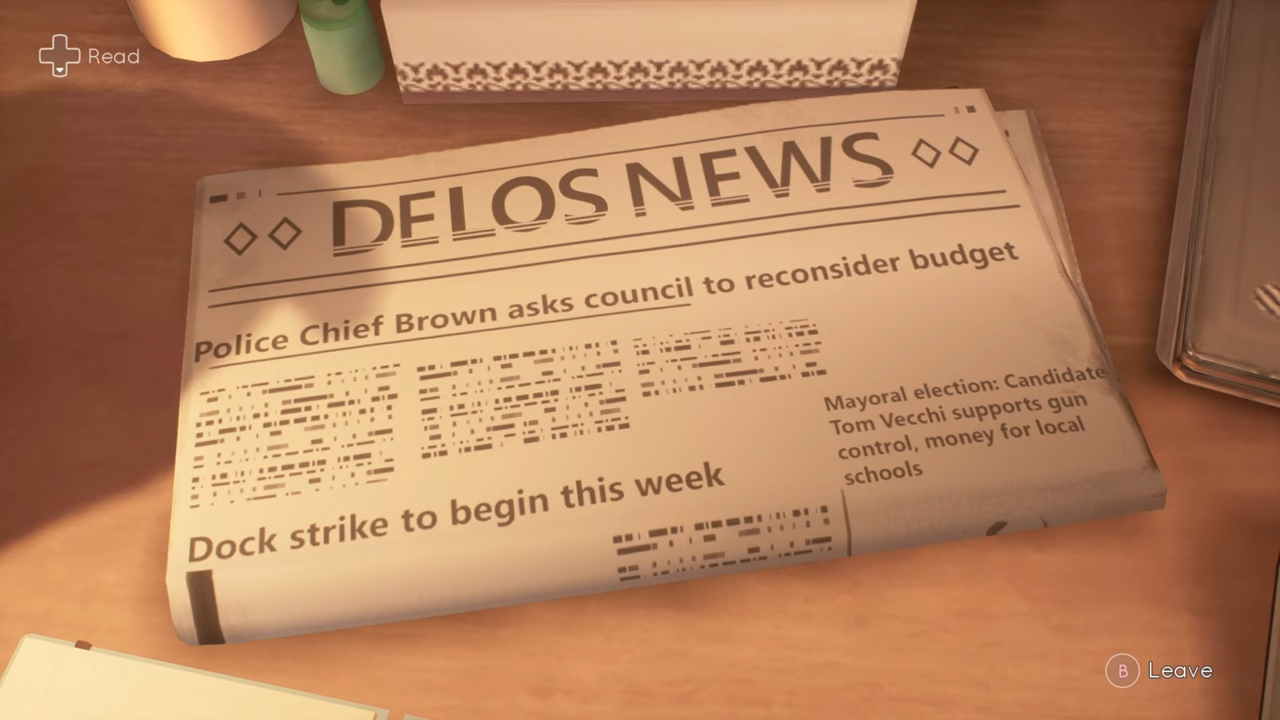 Read
DELOS NEWS
Police Chief Brown asks council to reconsider budget
Mayoral election: Candidate
Tom Vecchi supports gun
control, money for local
schools
Dock strike to begin this week
B Leave